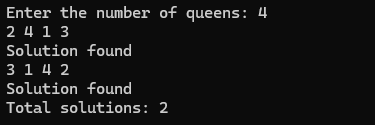 Enter the number of queens: 4
2 4 1 3
Solution found
3 1 4 2
Solution found
Total solutions: 2